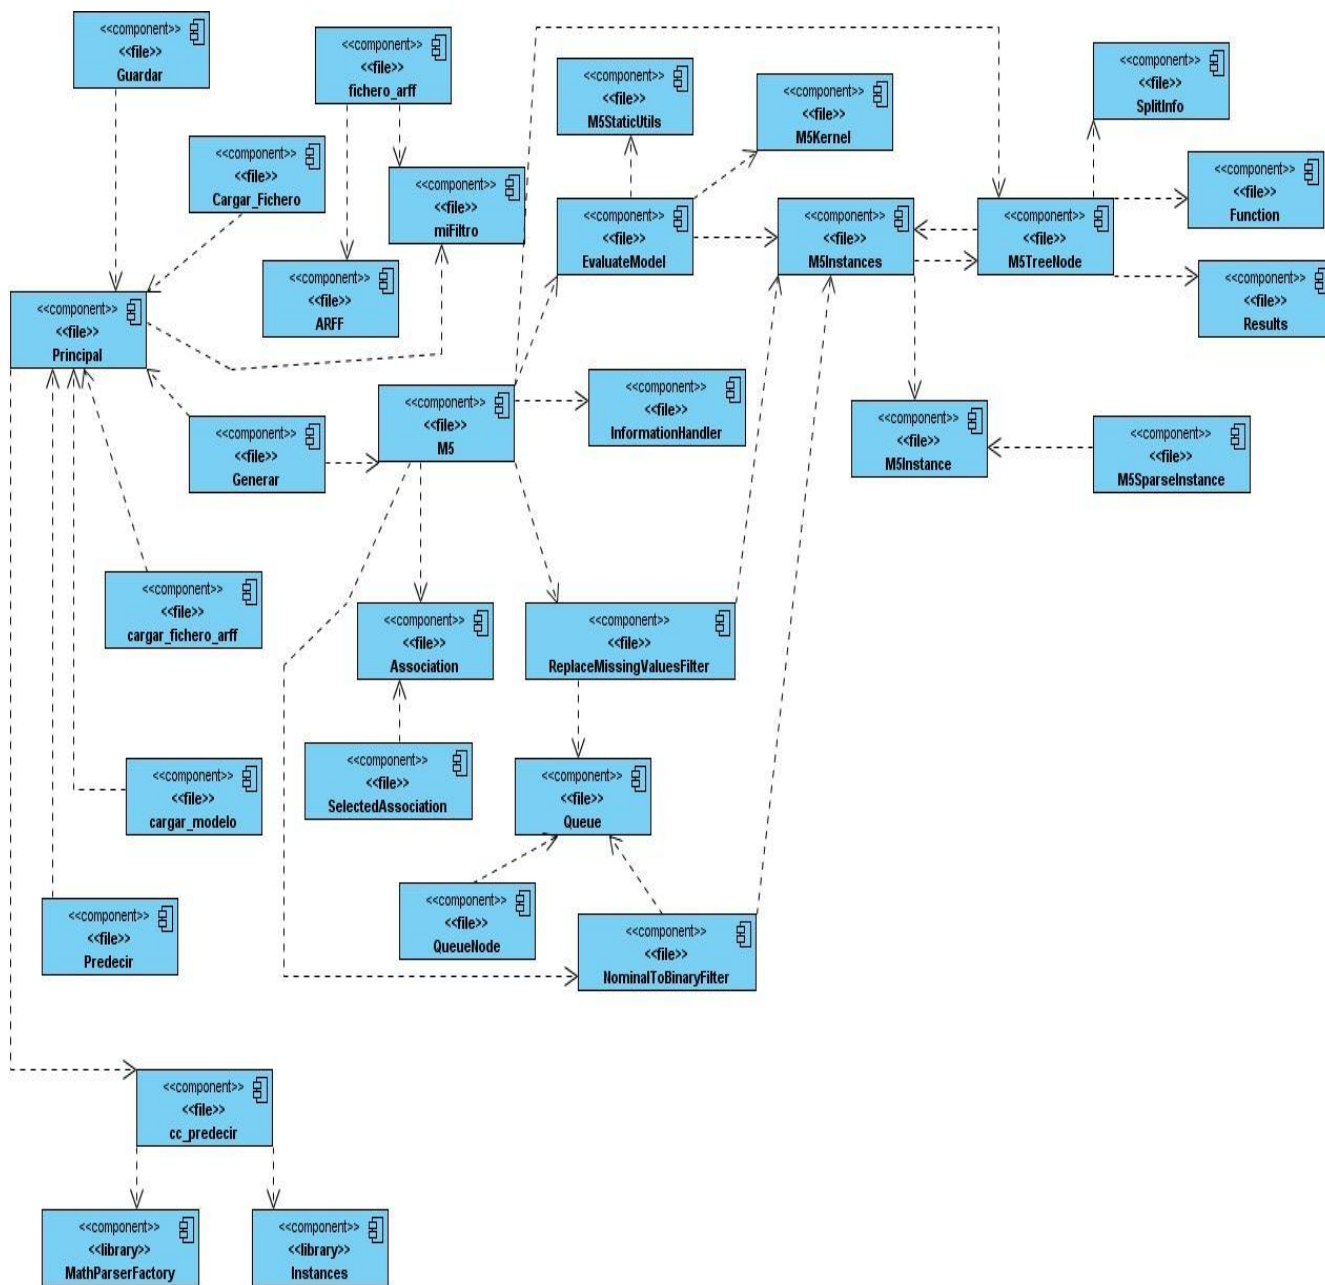 <<component>>
<<file>>
Guardar
<<component>>
<<file>>
fichero_arff
<<component>>
<<file>>
M5StaticUtils
<<component>>
<<file>>
M5Kernel
<<component>>
<<file>>
SplitInfo
<<component>>
<<file>>
Cargar_Fichero
<<component>>
<<file>>
miFiltro
<<component>>
<<file>>
Function
<<component>>
<<file>>
EvaluateModel
<<component>>
<<file>>
M5Instances
<<component>>
<<file>>
M5TreeNode
<<component>>
<<file>>
ARFF
<<component>>
<<file>>
Results
<<component>>
<<file>>
Principal
<<component>>
<<file>>
M5
<<component>>
<<file>>
InformationHandler
<<component>>
<<file>>
M5Instance
<<component>>
<<file>>
Generar
<<component>>
<<file>>
M5SparseInstance
<<component>>
<<file>>
cargar_fichero_arff
<<component>>
<<file>>
Association
<<component>>
<<file>>
ReplaceMissingValuesFilter
<<component>>
<<file>>
SelectedAssociation
<<component>>
<<file>>
cargar_modelo
<<component>>
<<file>>
Queue
<<component>>
<<file>>
QueueNode
<<component>>
<<file>>
Predecir
<<component>>
<<file>>
NominalToBinaryFilter
<<component>>
<<file>>
cc_predecir
<<component>>
<<library>>
MathParserFactory
<<component>>
<<library>>
Instances